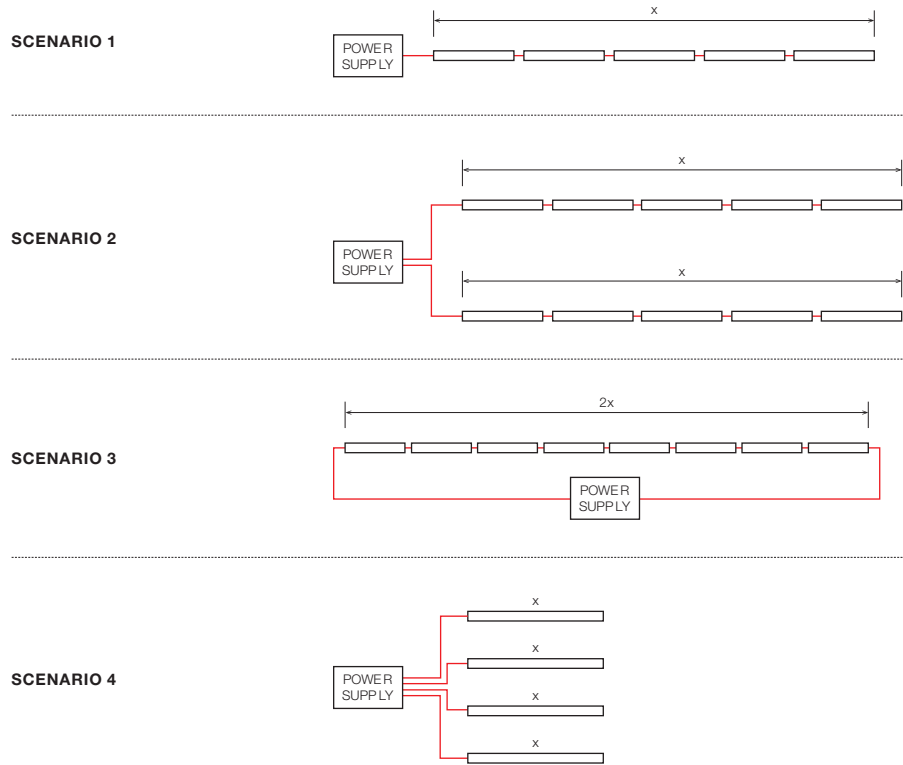 x
SCENARIO 1
POWER
SUPPLY
x
SCENARIO 2
POWER
SUPPLY
x
2x
SCENARIO 3
POWER
SUPPLY
x
x
SCENARIO 4
POWER
SUPPLY
x
x